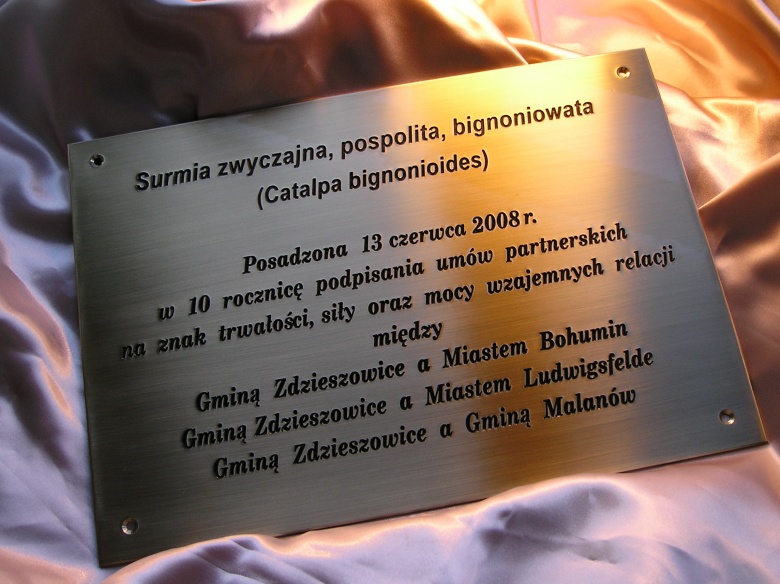 Surmia zwyczajna, pospolita, bignoniowata
(Catalpa bignonioides)
Posadzona 13 czerwca 2008 r.
w 10 rocznicę podpisania umów partnerskich
na znak trwałości, siły oraz mocy wzajemnych relacji
między
Gminą Zdzieszowice a Miastem Bohumin
Gminą Zdzieszowice a Miastem Ludwigsfelde
Gminą Zdzieszowice a Gminą Malanów